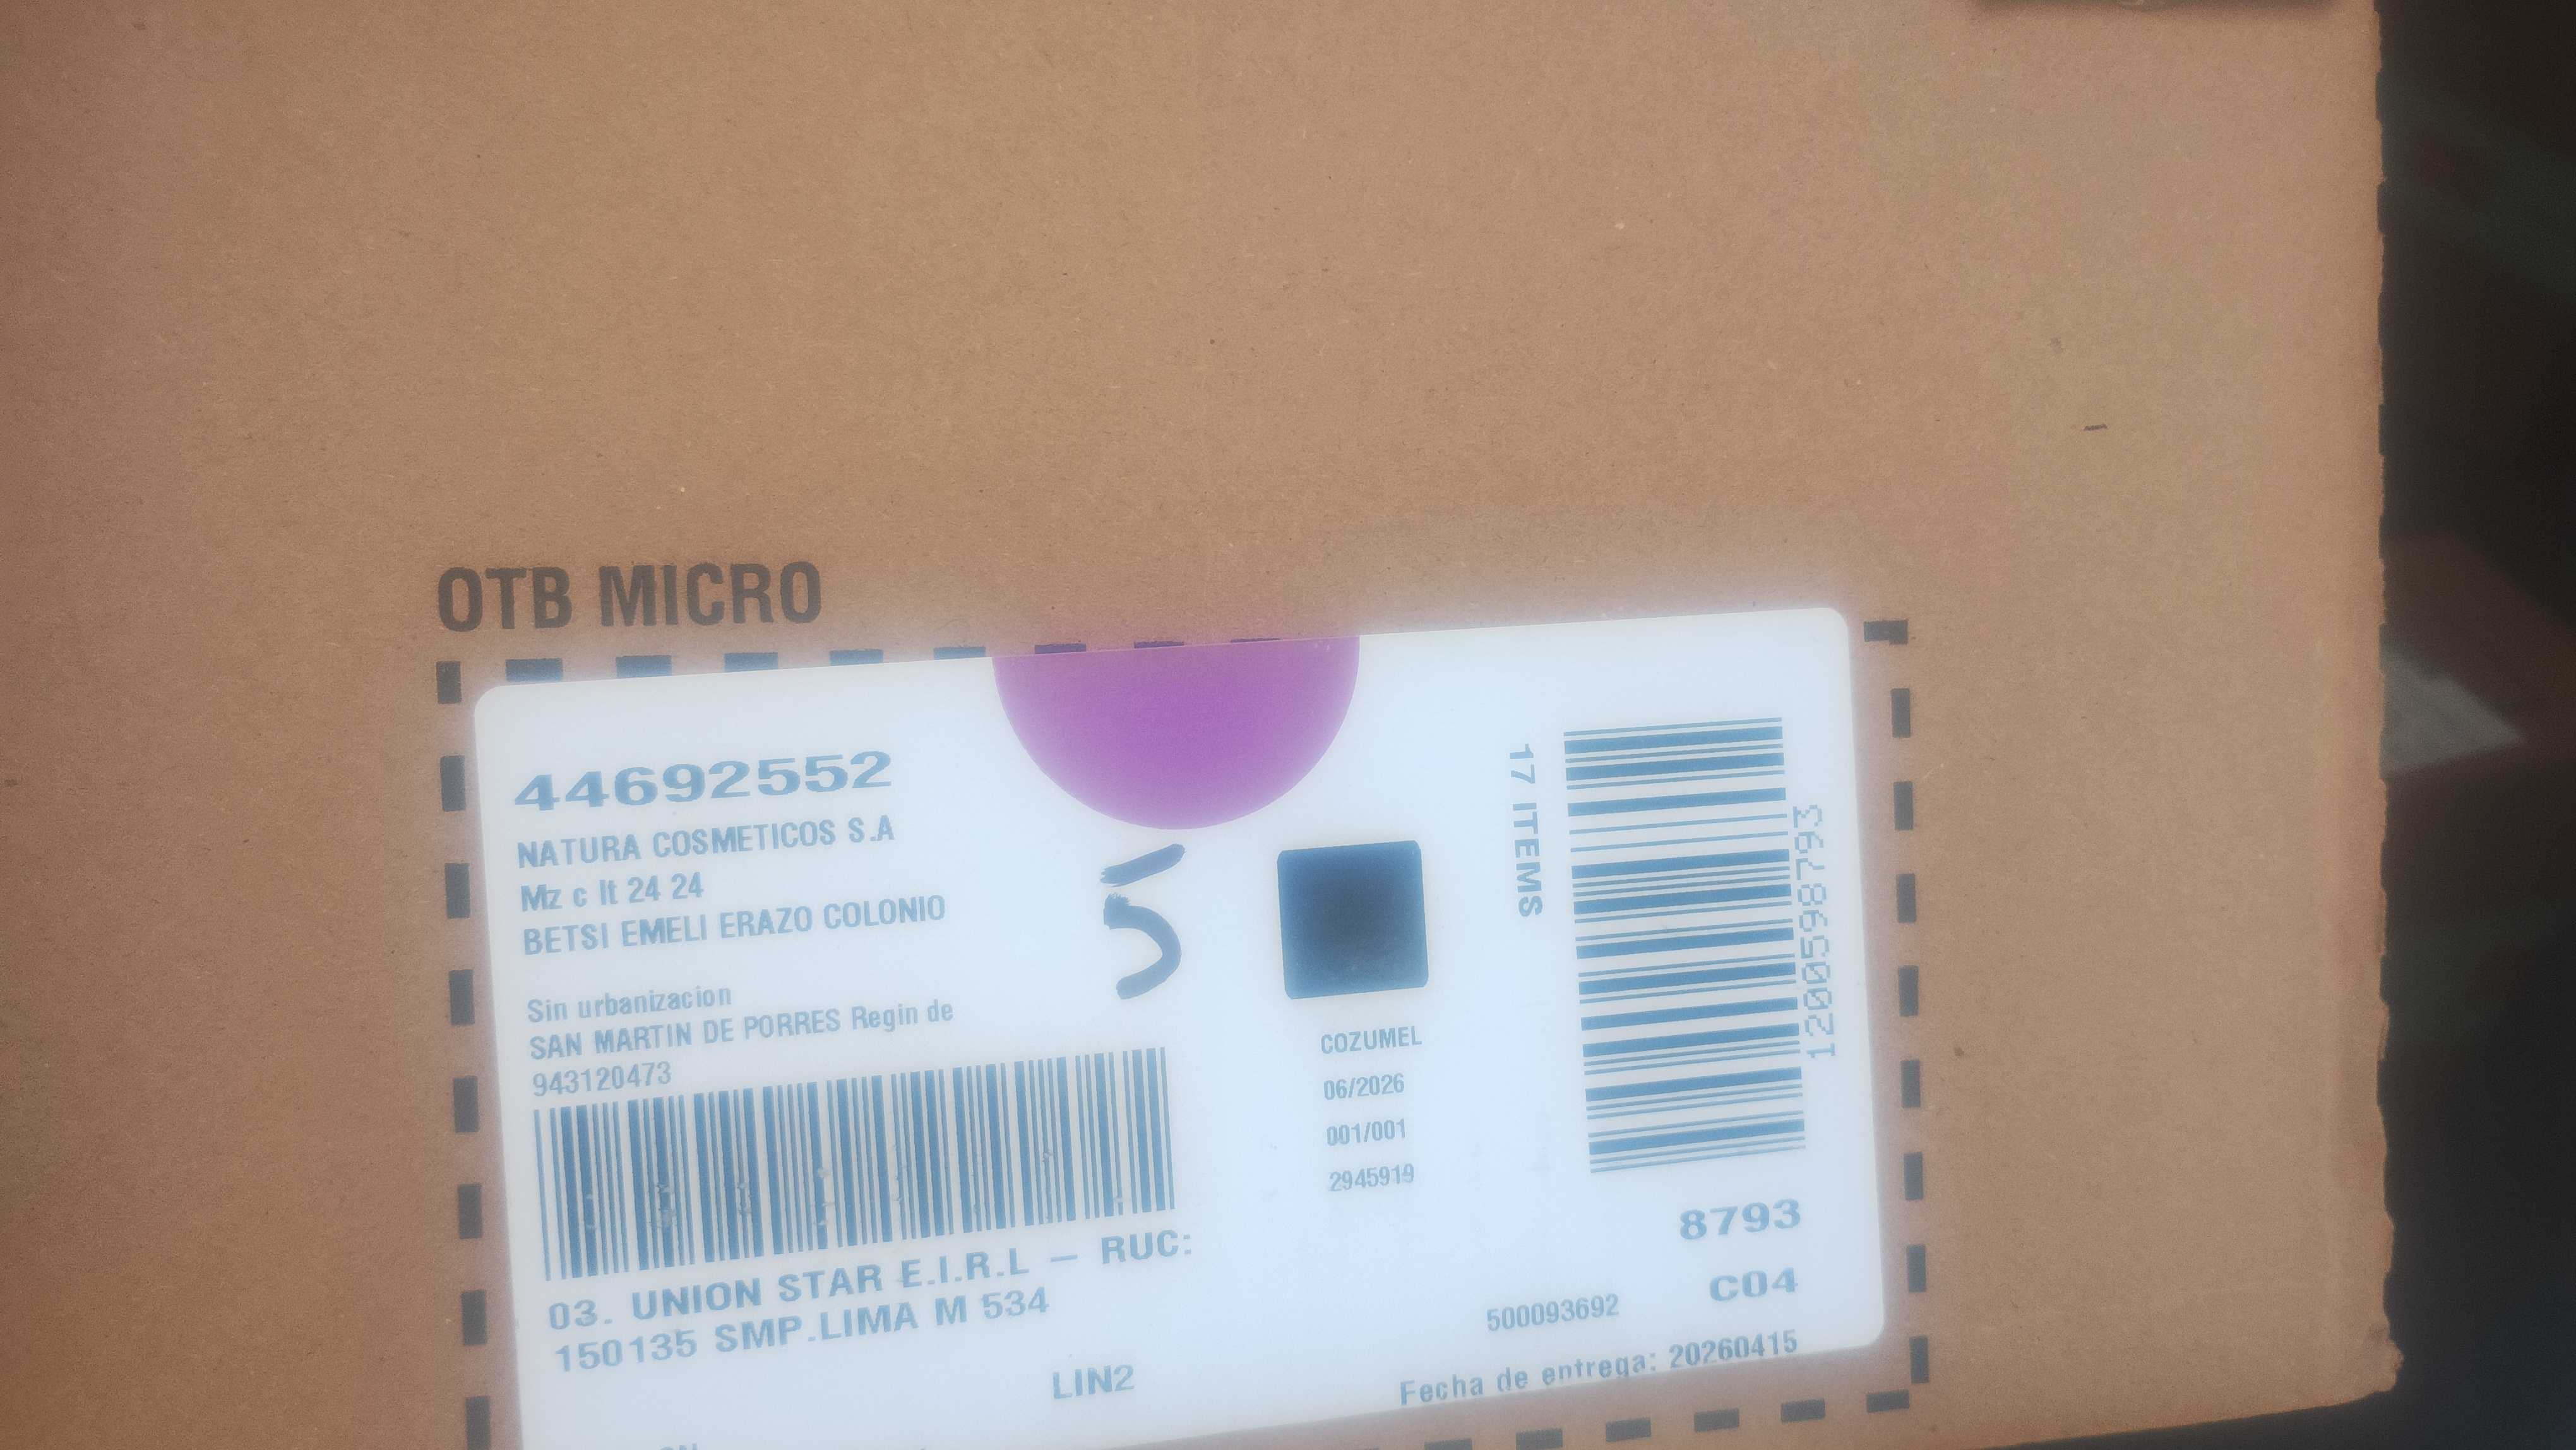 OTB MICRO
44692552
NATURA COSMETICOS S.A
Mz c lt 24 24
BETSI EMELI ERAZO COLONIO
Sin urbanizacion
SAN MARTIN DE PORRES Regin de
943120473
03. UNION STAR E.I.R.L – RUC:
150135 SMP.LIMA M 534
LIN2
COZUMEL
06/2026
001/001
2945919
17 ITEMS
1200598793
8793
C04
500093692
Fecha de entrega: 20260415